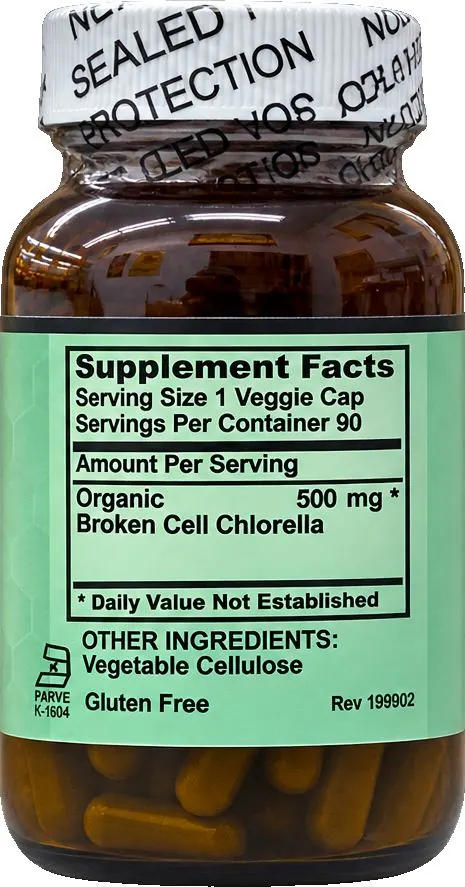 SEALED
PROTECTION
Supplement Facts
Serving Size 1 Veggie Cap
Servings Per Container 90
Amount Per Serving
Organic 500 mg *
Broken Cell Chlorella
* Daily Value Not Established
OTHER INGREDIENTS:
Vegetable Cellulose
PARVE
K-1604
Gluten Free
Rev 199902